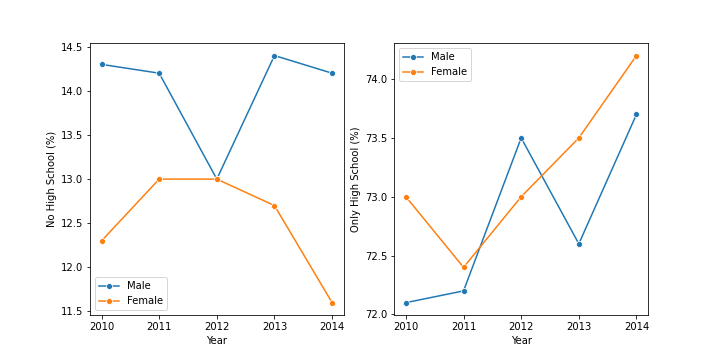 14.5
14.0
13.5
13.0
12.5
12.0
11.5
No High School (%)
Male
Female
2010 2011 2012 2013 2014
Year
74.0
73.5
73.0
72.5
72.0
Only High School (%)
Male
Female
2010 2011 2012 2013 2014
Year